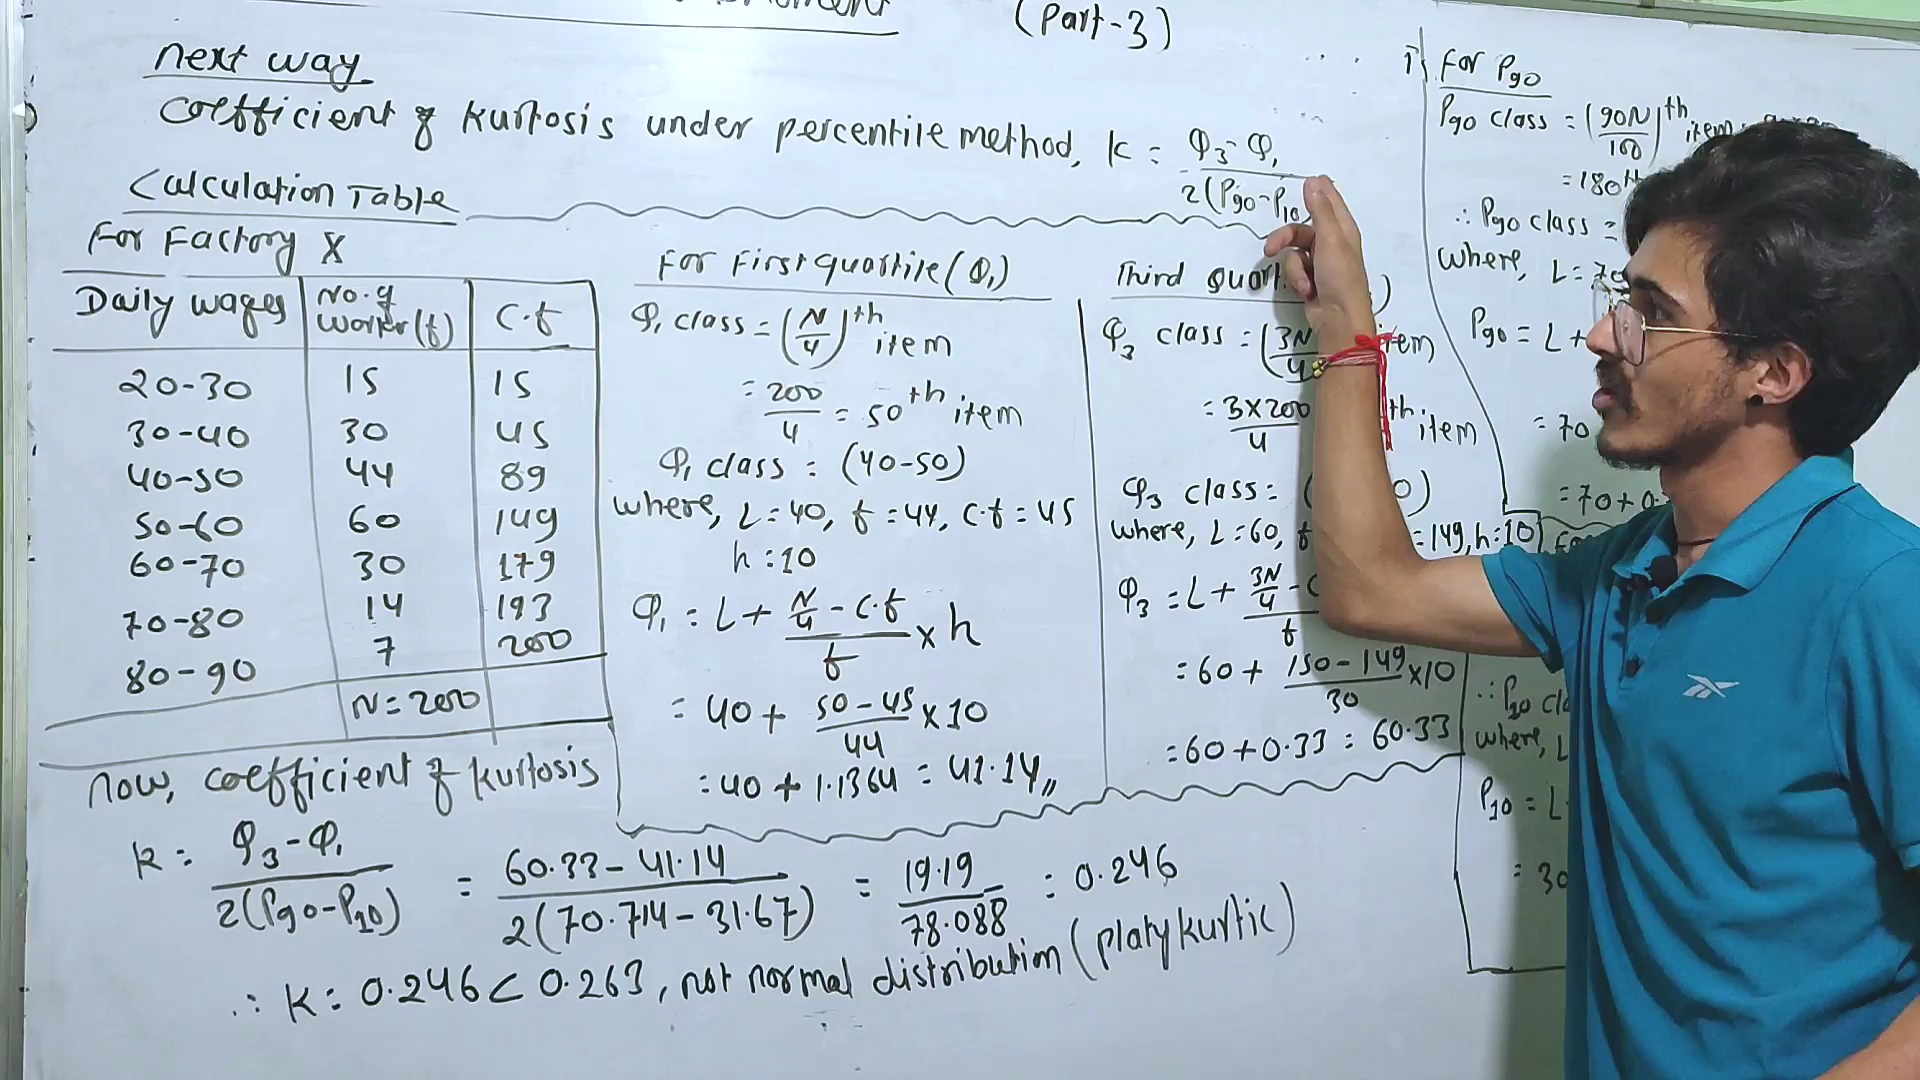 (Part-3)
next way
coefficient of kurtosis under percentile method, K = Q3-Q1
2(P90-P10
Calculation Table
For Factory X
Daily wages | No. of worker (f) | C.f
20-30 15 15
30-40 30 45
40-50 44 89
50-60 60 149
60-70 30 179
70-80 14 193
80-90 7 200
N = 200
For First quartile (Q1)
Q1 class = (N/4)th item
= 200/4 = 50th item
Q1 class = (40-50)
where, L=40, f=44, C.f=45
h=10
Q1 = L + N/4 - C.f / f × h
= 40 + 50-45/44 × 10
= 40 + 1.1364 = 41.14,,
Third
Q3 class = (3N/4 item
= 3×200/4 th item
Q3 class = ( 0)
where, L=60, f =149, h=10
Q3 = L + 3N/4 - C / f
= 60 + 150-149/30 ×10
= 60 + 0.33 = 60.33
For P90
P90 class = (90N/100)th item
= 180th
∴ P90 class =
where, L = 70
P90 = L +
= 70
= 70 + 0.
where, L
P10 = L
= 30
now, coefficient of kurtosis
k = Q3-Q1 / 2(P90-P10) = 60.33-41.14 / 2(70.714-31.67) = 19.19/78.088 = 0.246
∴ K = 0.246 < 0.263, not normal distribution (platykurtic)
Reebok